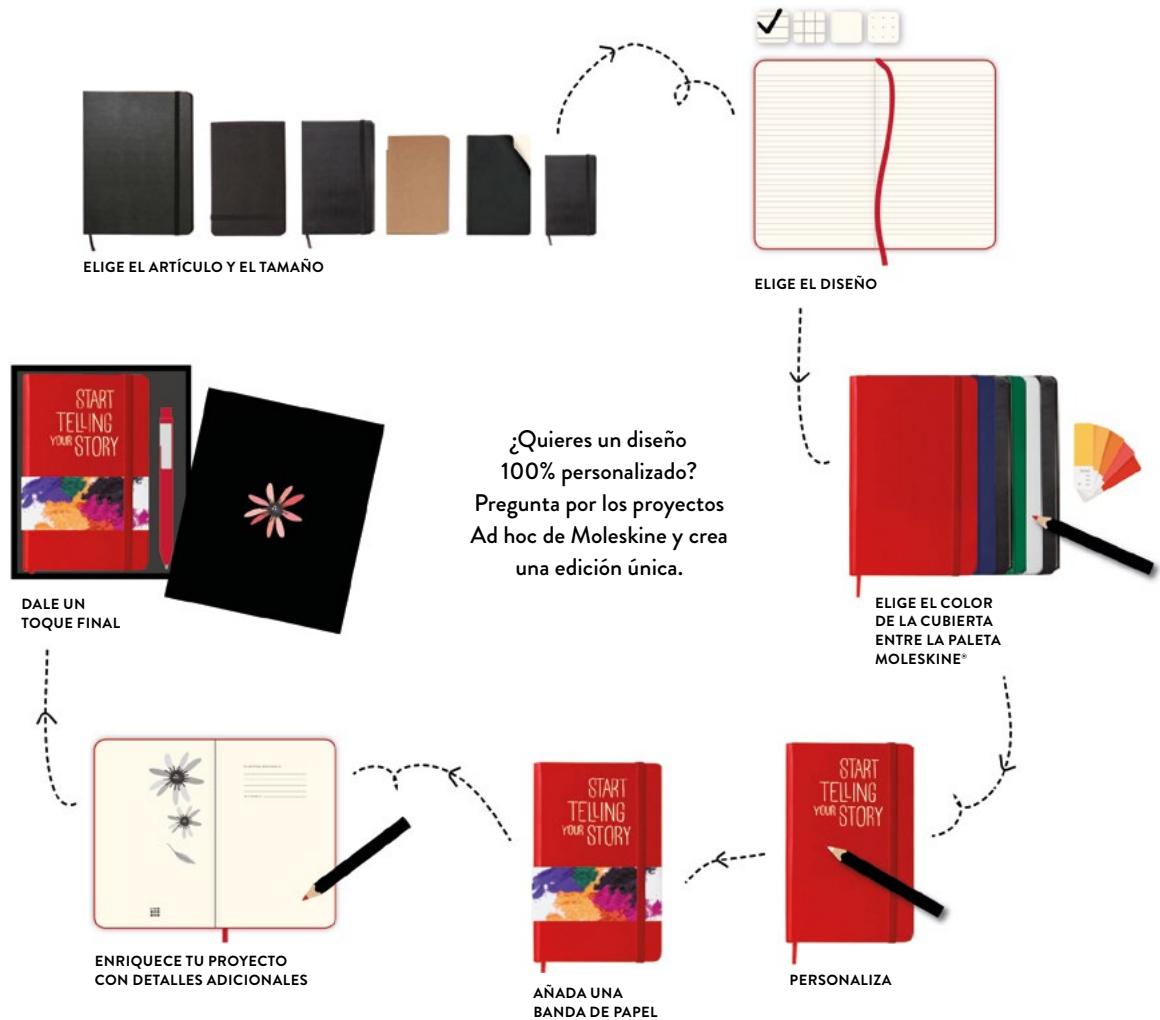 ELIGE EL ARTÍCULO Y EL TAMAÑO
ELIGE EL DISEÑO
ELIGE EL COLOR
DE LA CUBIERTA
ENTRE LA PALETA
MOLESKINE®
START
TELLING
YOUR STORY
PERSONALIZA
START
TELLING
YOUR STORY
AÑADA UNA
BANDA DE PAPEL
ENRIQUECE TU PROYECTO
CON DETALLES ADICIONALES
START
TELLING
YOUR STORY
DALE UN
TOQUE FINAL
¿Quieres un diseño
100% personalizado?
Pregunta por los proyectos
Ad hoc de Moleskine y crea
una edición única.